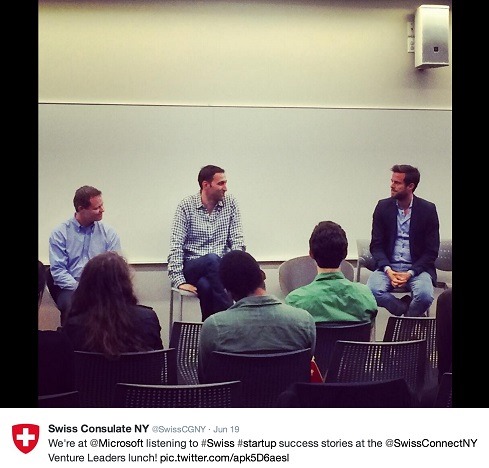 Swiss Consulate NY @SwissCGNY · Jun 19
We're at @Microsoft listening to #Swiss #startup success stories at the @SwissConnectNY
Venture Leaders lunch! pic.twitter.com/apk5D6aesl